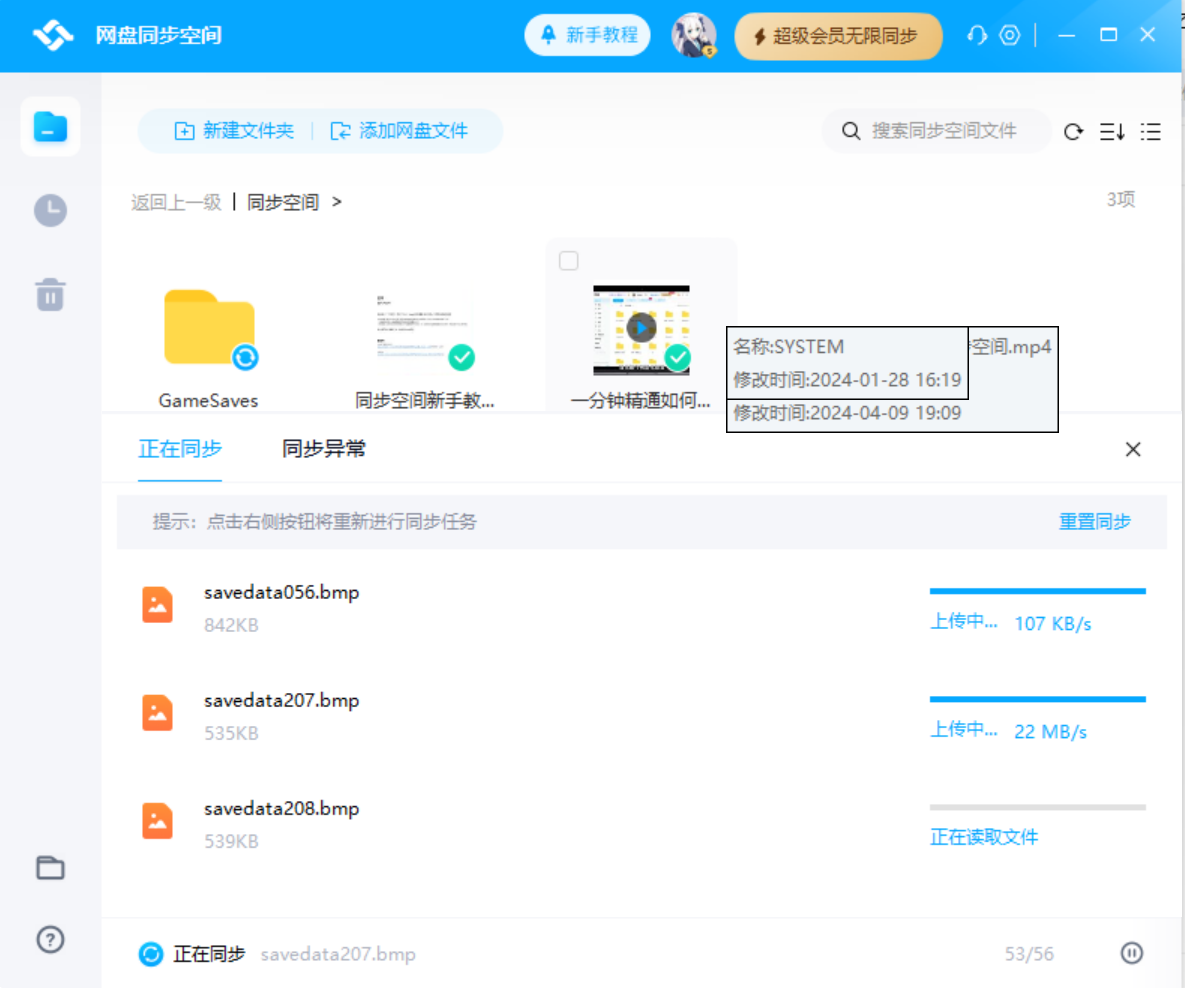 网盘同步空间
新手教程
超级会员无限同步
新建文件夹
添加网盘文件
搜索同步空间文件
返回上一级 | 同步空间 >
3项
GameSaves
同步空间新手教...
一分钟精通如何...
名称:SYSTEM
修改时间:2024-01-28 16:19
空间.mp4
修改时间:2024-04-09 19:09
正在同步
同步异常
提示：点击右侧按钮将重新进行同步任务
重置同步
savedata056.bmp
842KB
上传中... 107 KB/s
savedata207.bmp
535KB
上传中... 22 MB/s
savedata208.bmp
539KB
正在读取文件
正在同步 savedata207.bmp
53/56